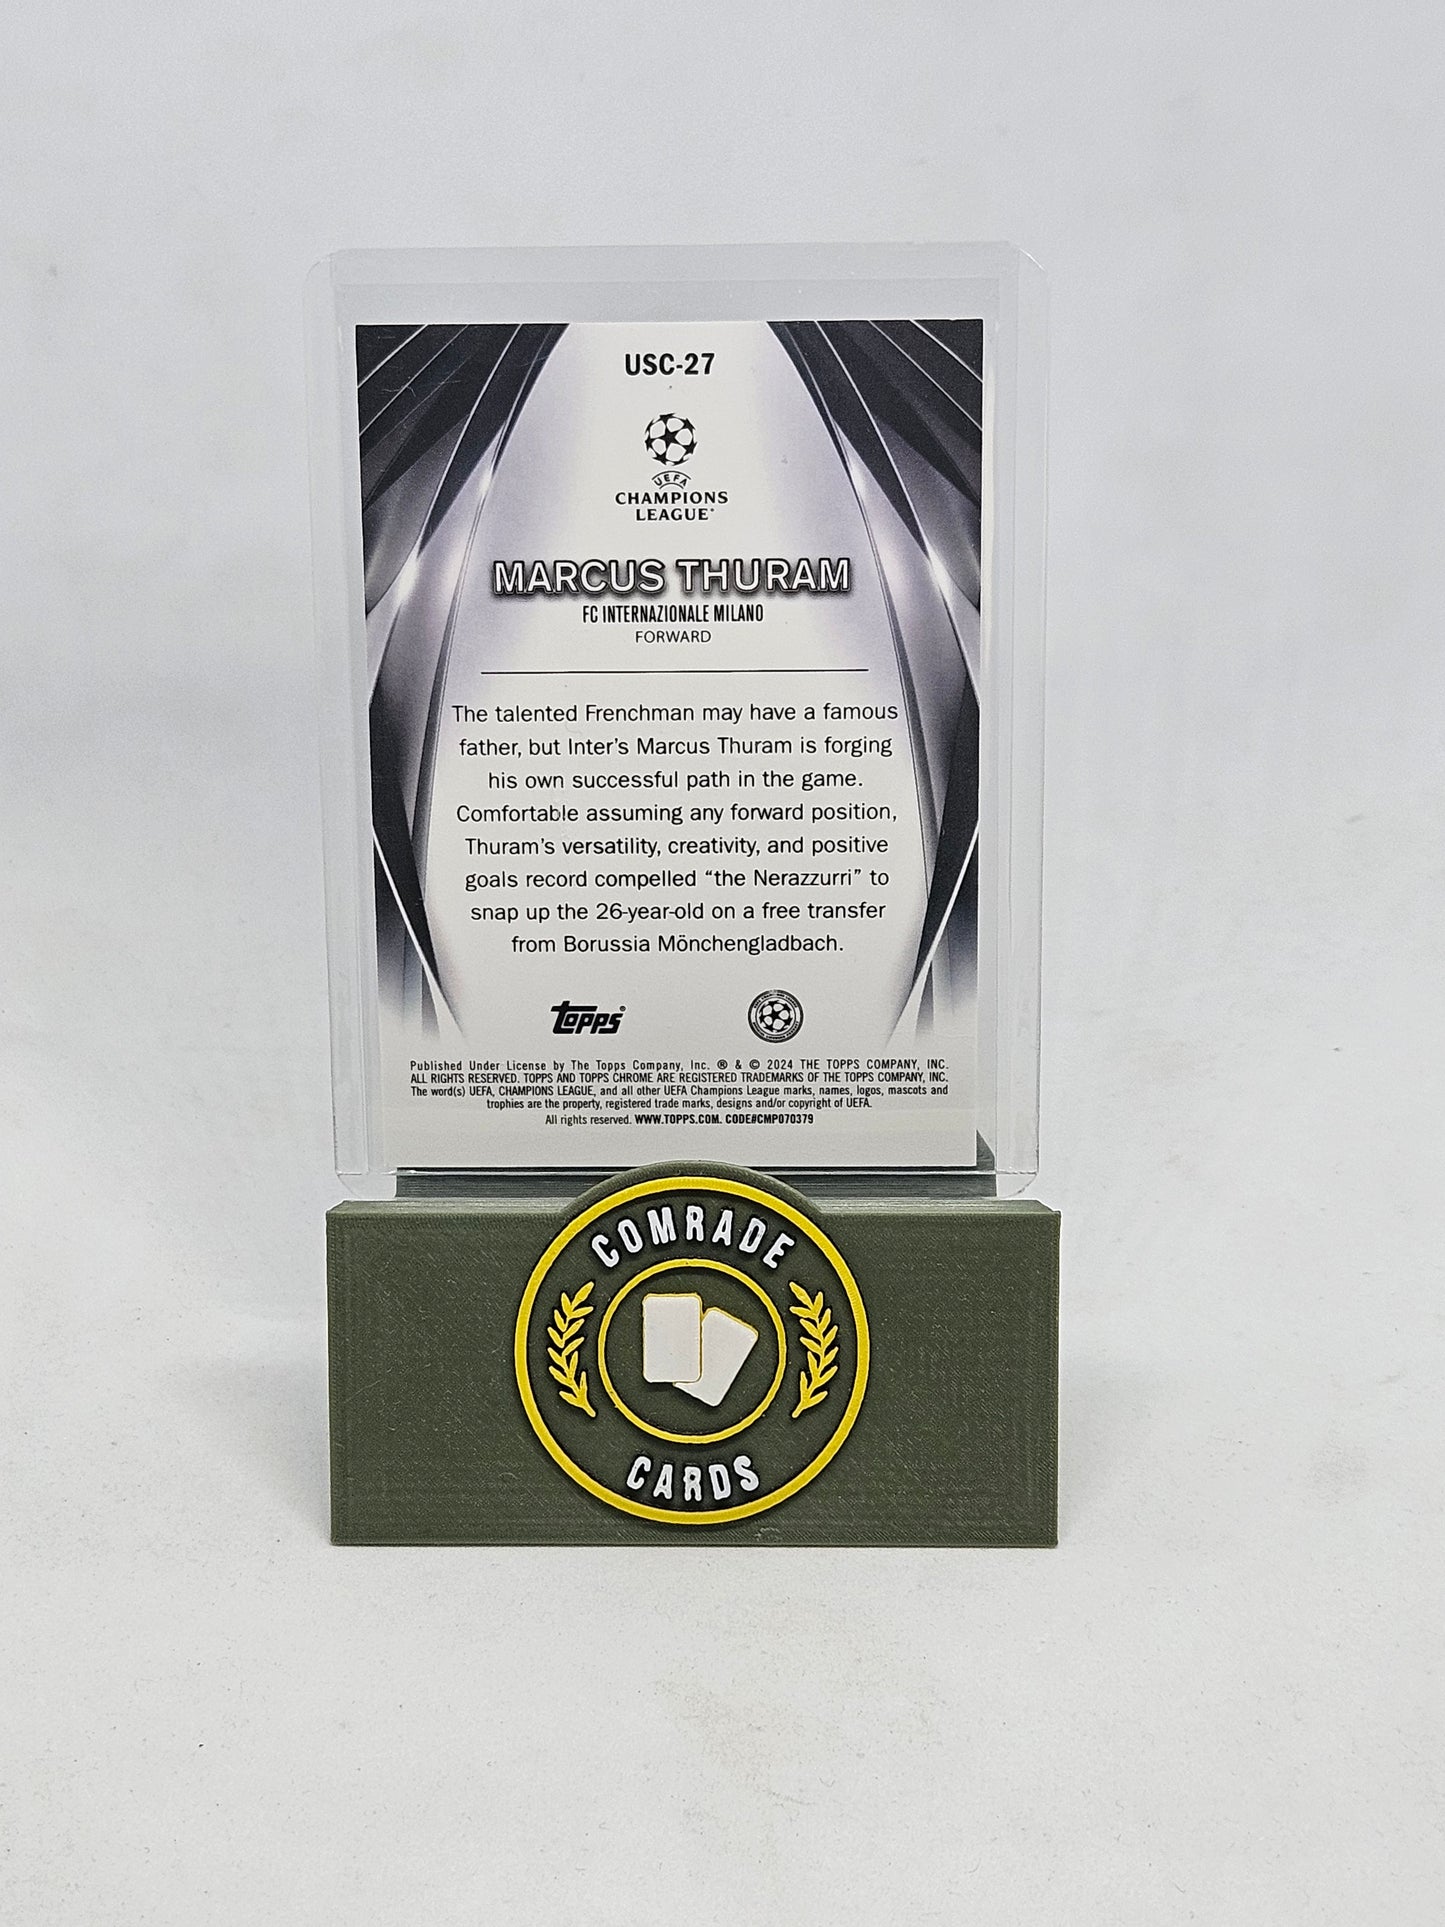 USC-27
UEFA
CHAMPIONS
LEAGUE®
MARCUS THURAM
FC INTERNAZIONALE MILANO
FORWARD
The talented Frenchman may have a famous
father, but Inter's Marcus Thuram is forging
his own successful path in the game.
Comfortable assuming any forward position,
Thuram's versatility, creativity, and positive
goals record compelled “the Nerazzurri” to
snap up the 26-year-old on a free transfer
from Borussia Mönchengladbach.
Topps®
Published Under License by The Topps Company, Inc. ® & © 2024 THE TOPPS COMPANY, INC.
ALL RIGHTS RESERVED. TOPPS AND TOPPS CHROME ARE REGISTERED TRADEMARKS OF THE TOPPS COMPANY, INC.
The word(s) UEFA, CHAMPIONS LEAGUE, and all other UEFA Champions League marks, names, logos, mascots and
trophies are the property, registered trade marks, designs and/or copyright of UEFA.
All rights reserved. WWW.TOPPS.COM. CODE#CMP070379
COMRADE
CARDS